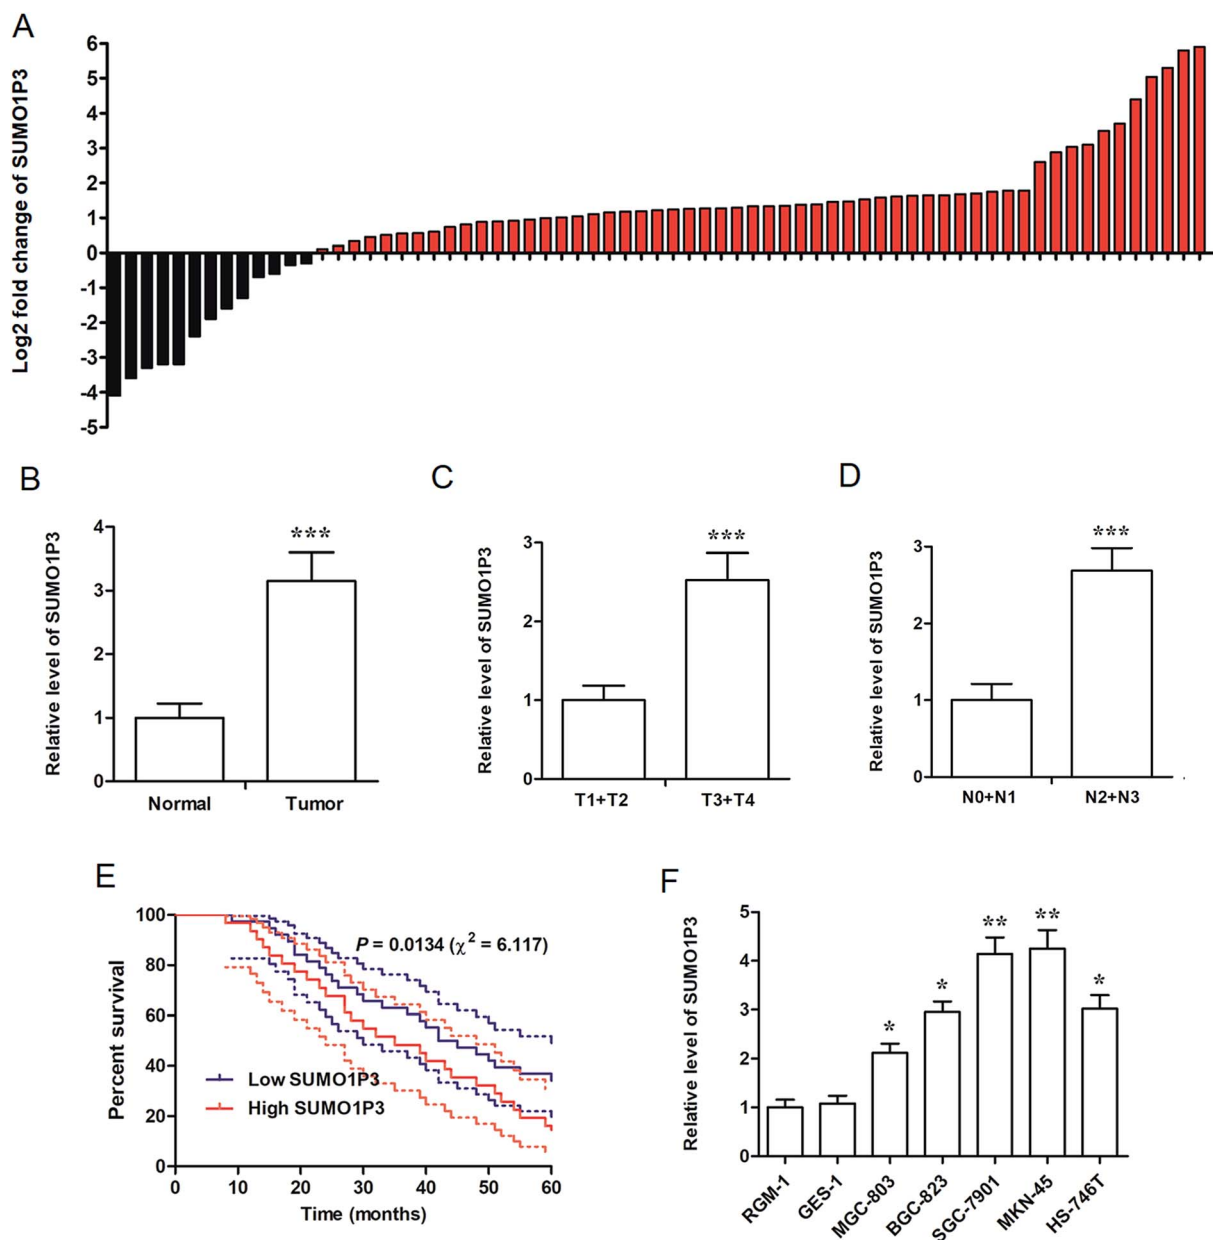 A
Log2 fold change of SUMO1P3
6
5
4
3
2
1
0
-1
-2
-3
-4
-5
B
Relative level of SUMO1P3
4
3
2
1
0
***
Normal Tumor
C
Relative level of SUMO1P3
3
2
1
0
***
T1+T2 T3+T4
D
Relative level of SUMO1P3
3
2
1
0
***
N0+N1 N2+N3
E
Percent survival
100
80
60
40
20
0
P = 0.0134 (χ² = 6.117)
Low SUMO1P3
High SUMO1P3
0 10 20 30 40 50 60
Time (months)
F
Relative level of SUMO1P3
5
4
3
2
1
0
* * ** ** *
RGM-1 GES-1 MGC-803 BGC-823 SGC-7901 MKN-45 HS-746T